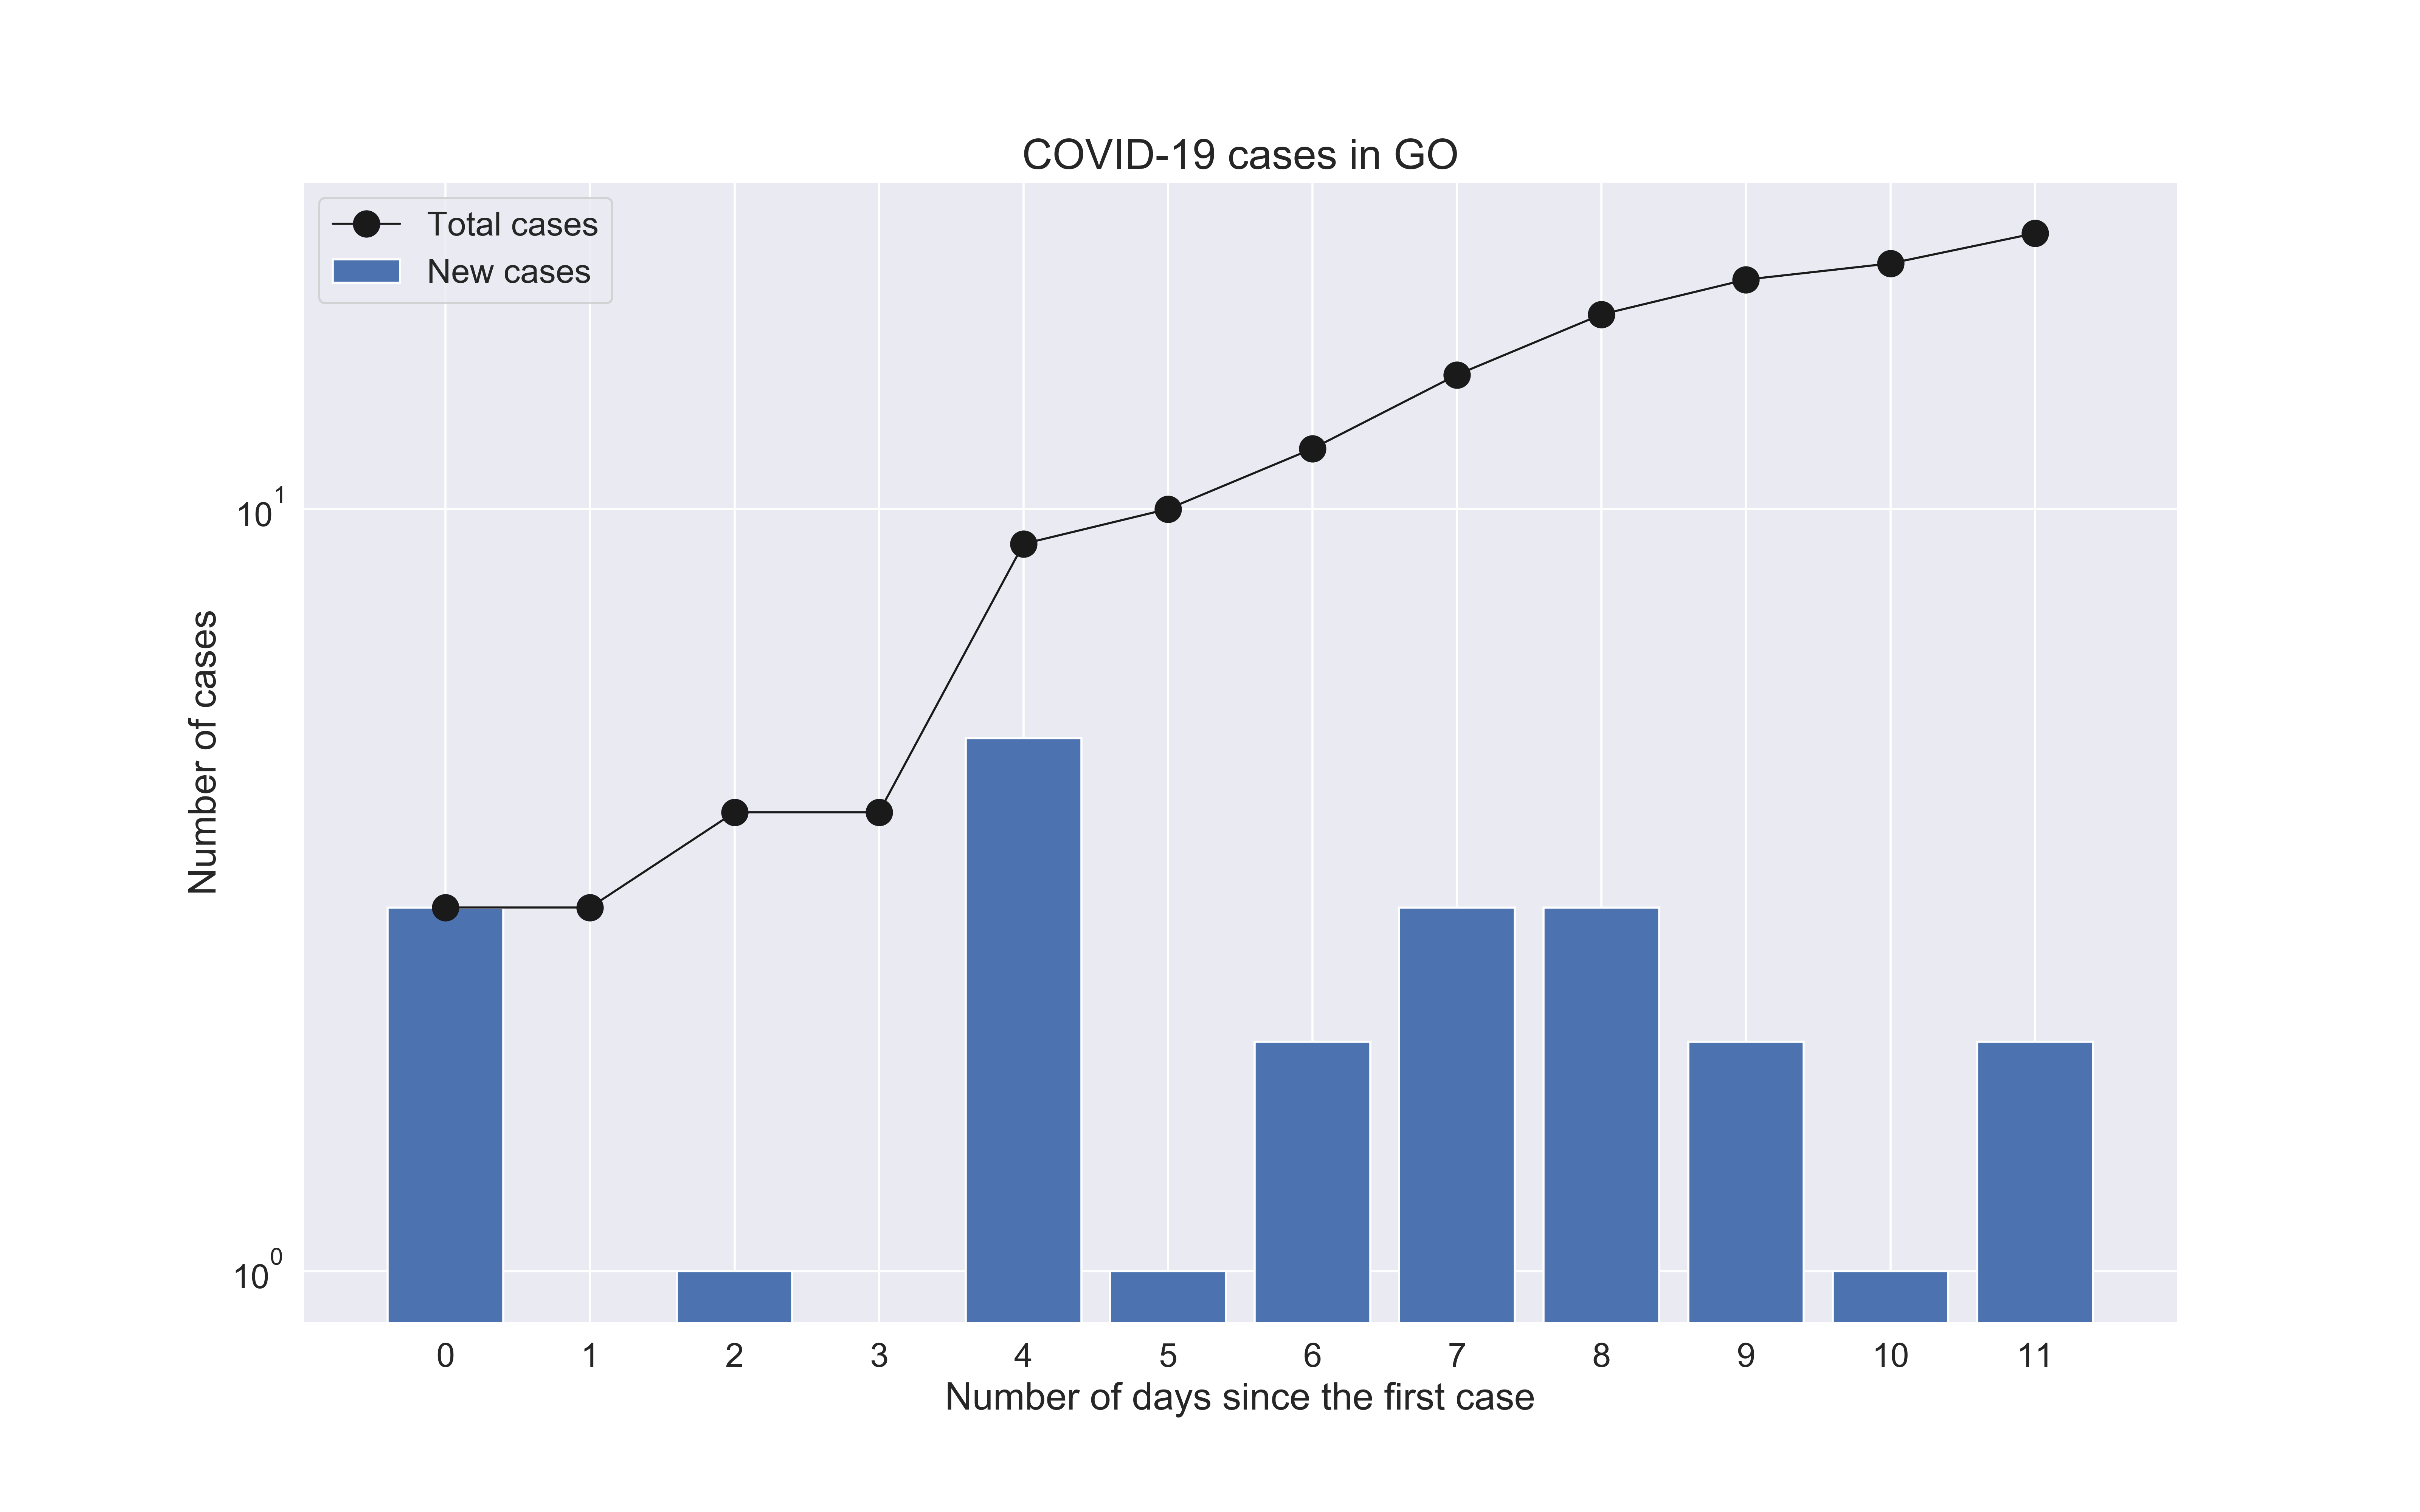 COVID-19 cases in GO
Total cases
New cases
Number of cases
10^1
10^0
0 1 2 3 4 5 6 7 8 9 10 11
Number of days since the first case